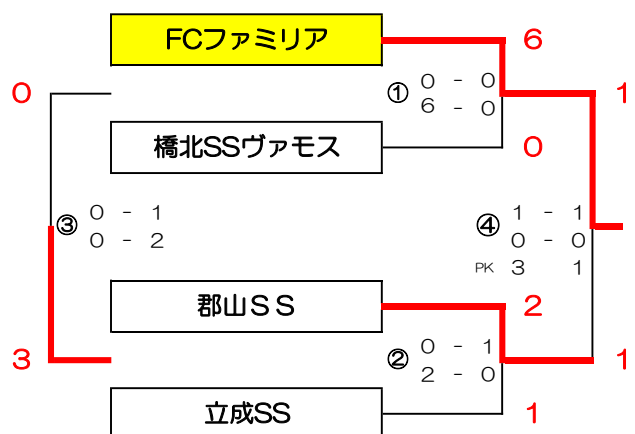 FCファミリア
6
0
① 0 - 0
6 - 0
1
橋北SSヴァモス
0
③ 0 - 1
0 - 2
④ 1 - 1
0 - 0
PK 3 1
郡山ＳＳ
2
② 0 - 1
2 - 0
3
1
立成SS
1